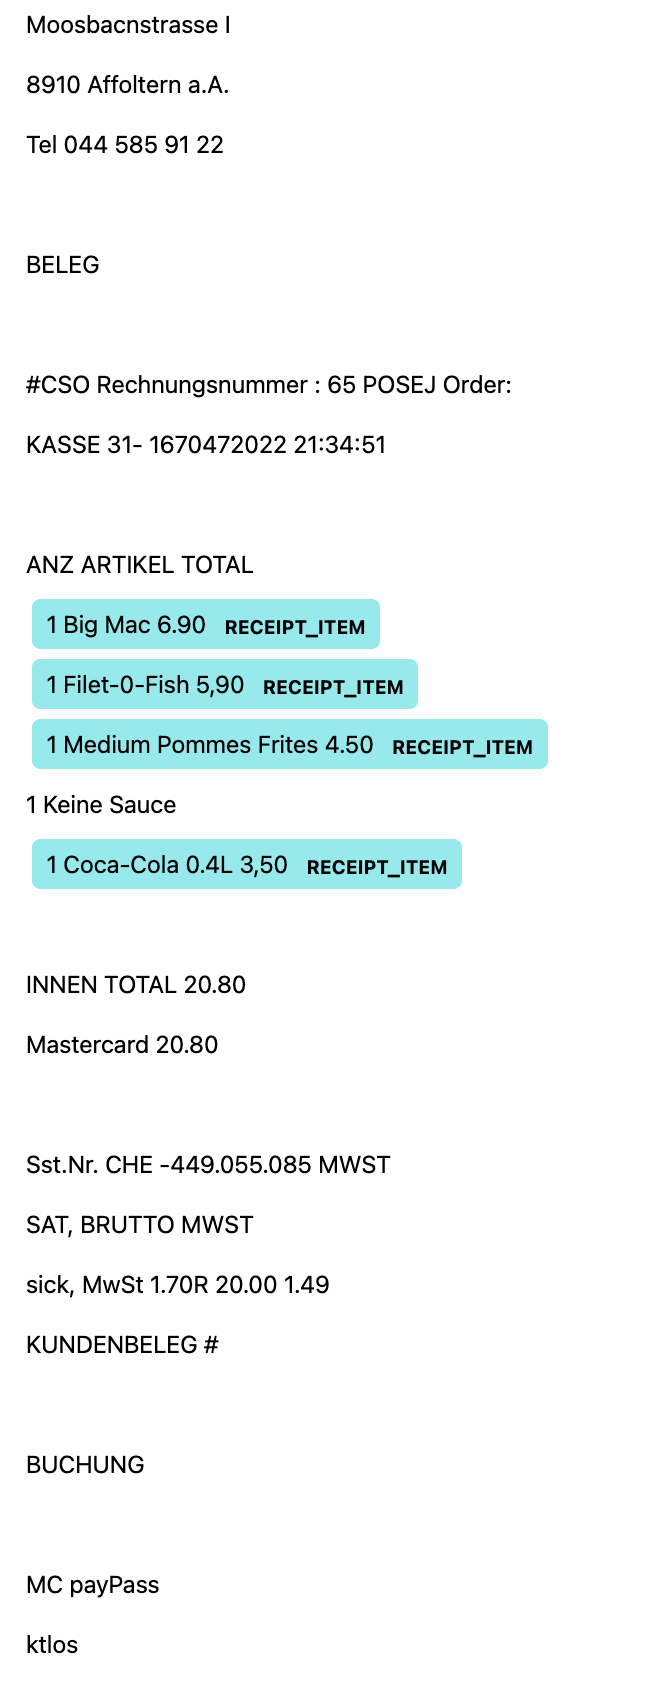 Moosbacnstrasse I
8910 Affoltern a.A.
Tel 044 585 91 22
BELEG
#CSO Rechnungsnummer : 65 POSEJ Order:
KASSE 31- 1670472022 21:34:51
ANZ ARTIKEL TOTAL
1 Big Mac 6.90 RECEIPT_ITEM
1 Filet-0-Fish 5,90 RECEIPT_ITEM
1 Medium Pommes Frites 4.50 RECEIPT_ITEM
1 Keine Sauce
1 Coca-Cola 0.4L 3,50 RECEIPT_ITEM
INNEN TOTAL 20.80
Mastercard 20.80
Sst.Nr. CHE -449.055.085 MWST
SAT, BRUTTO MWST
sick, MwSt 1.70R 20.00 1.49
KUNDENBELEG #
BUCHUNG
MC payPass
ktlos